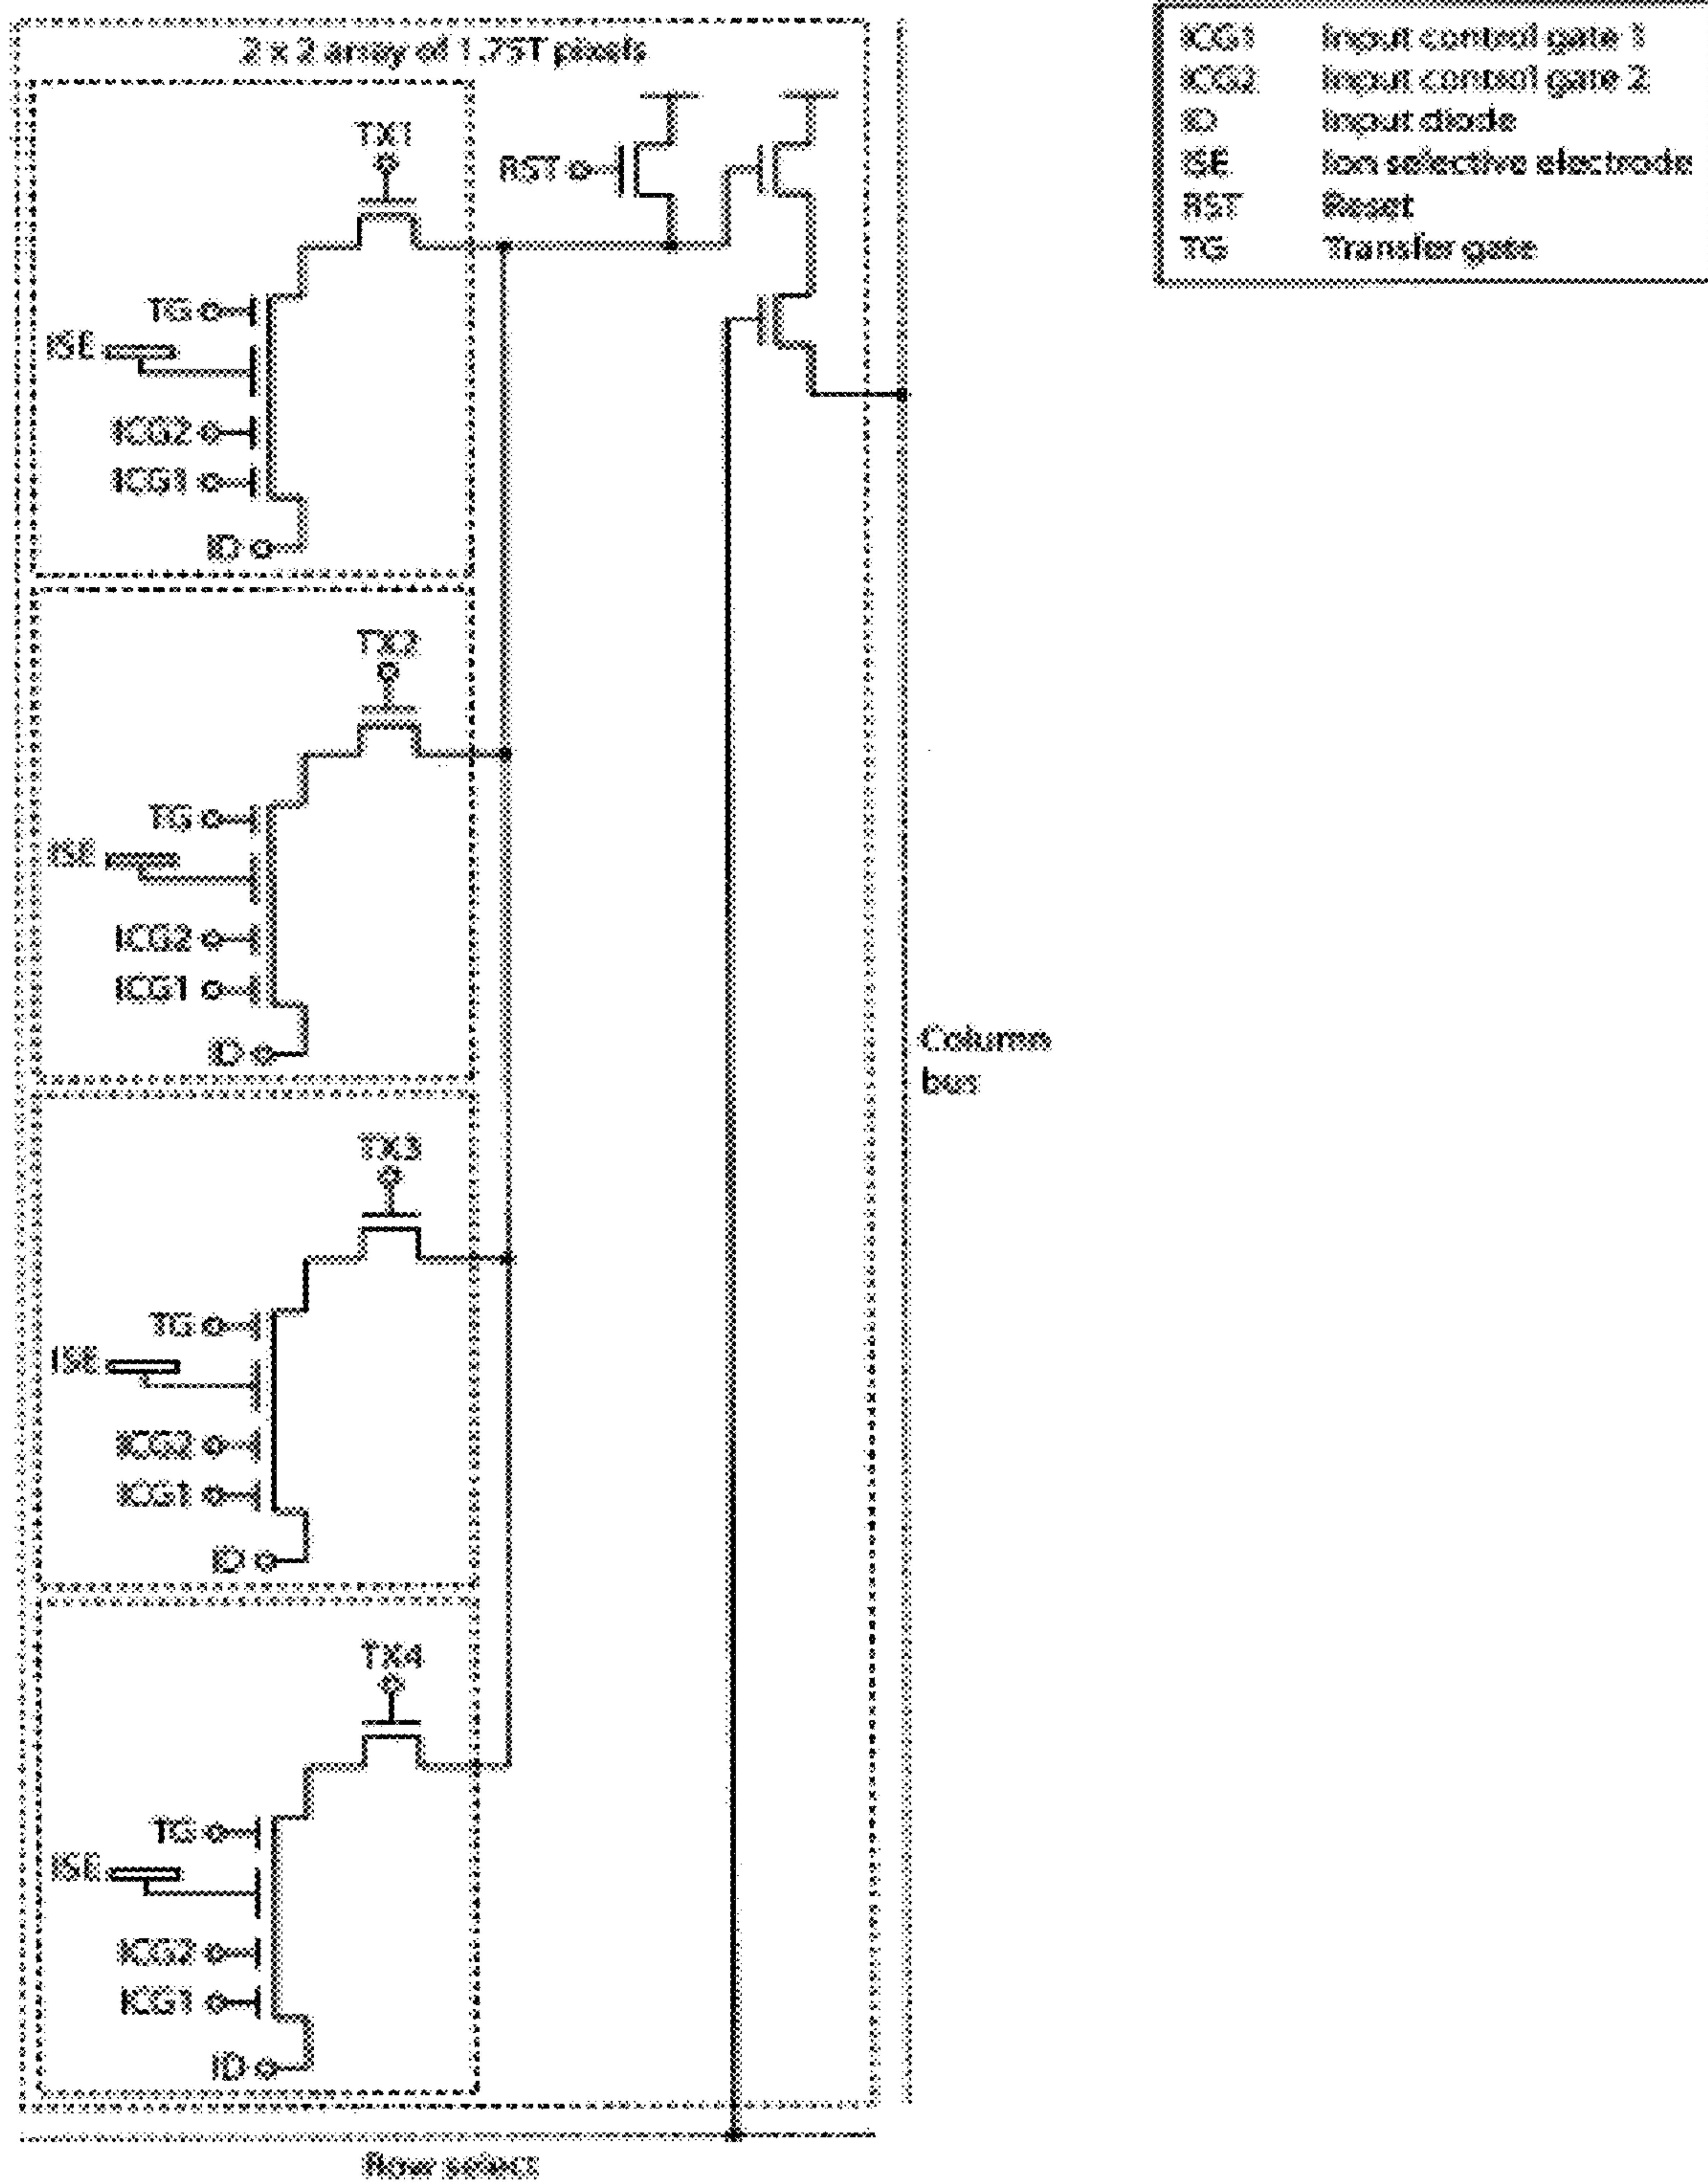 2 x 2 array of 1.75T pixels
TX1
RST
TG
ISE
ICG2
ICG1
ID
TX2
TG
ISE
ICG2
ICG1
ID
TX3
TG
ISE
ICG2
ICG1
ID
TX4
TG
ISE
ICG2
ICG1
ID
Column
bus
Row select
ICG1 Input control gate 1
ICG2 Input control gate 2
ID Input diode
ISE Ion selective electrode
RST Reset
TG Transfer gate